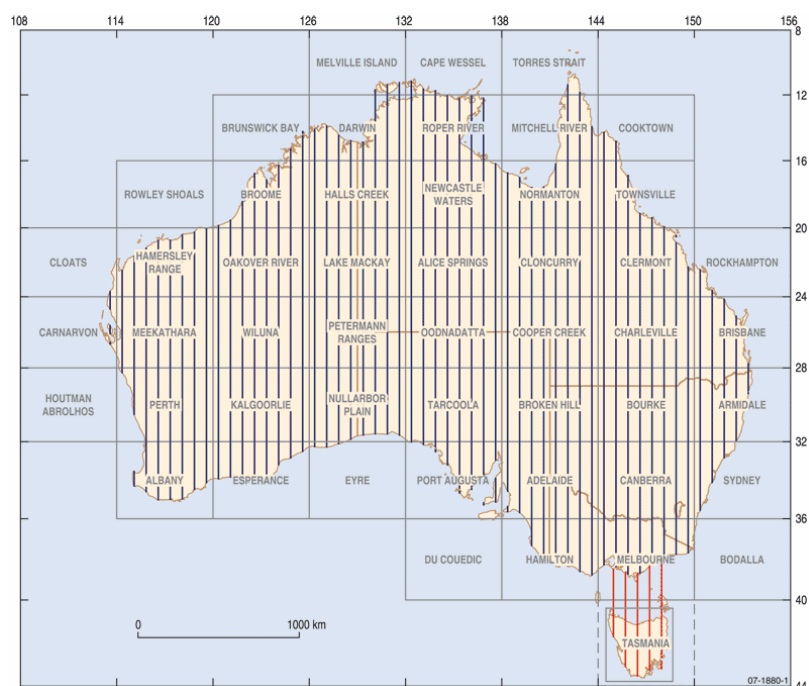 108 114 120 126 132 138 144 150 156
8
MELVILLE ISLAND CAPE WESSEL TORRES STRAIT
12
BRUNSWICK BAY DARWIN ROPER RIVER MITCHELL RIVER COOKTOWN
16
ROWLEY SHOALS BROOME HALLS CREEK NEWCASTLE
WATERS NORMANTON TOWNSVILLE
20
CLOATS HAMERSLEY
RANGE OAKOVER RIVER LAKE MACKAY ALICE SPRINGS CLONCURRY CLERMONT ROCKHAMPTON
24
CARNARVON MEEKATHARA WILUNA PETERMANN
RANGES OODNADATTA COOPER CREEK CHARLEVILLE BRISBANE
28
HOUTMAN
ABROLHOS PERTH KALGOORLIE NULLARBOR
PLAIN TARCOOLA BROKEN HILL BOURKE ARMIDALE
32
ALBANY ESPERANCE EYRE PORT AUGUSTA ADELAIDE CANBERRA SYDNEY
36
DU COUEDIC HAMILTON MELBOURNE BODALLA
40
0 1000 km
TASMANIA
07-1880-1
44